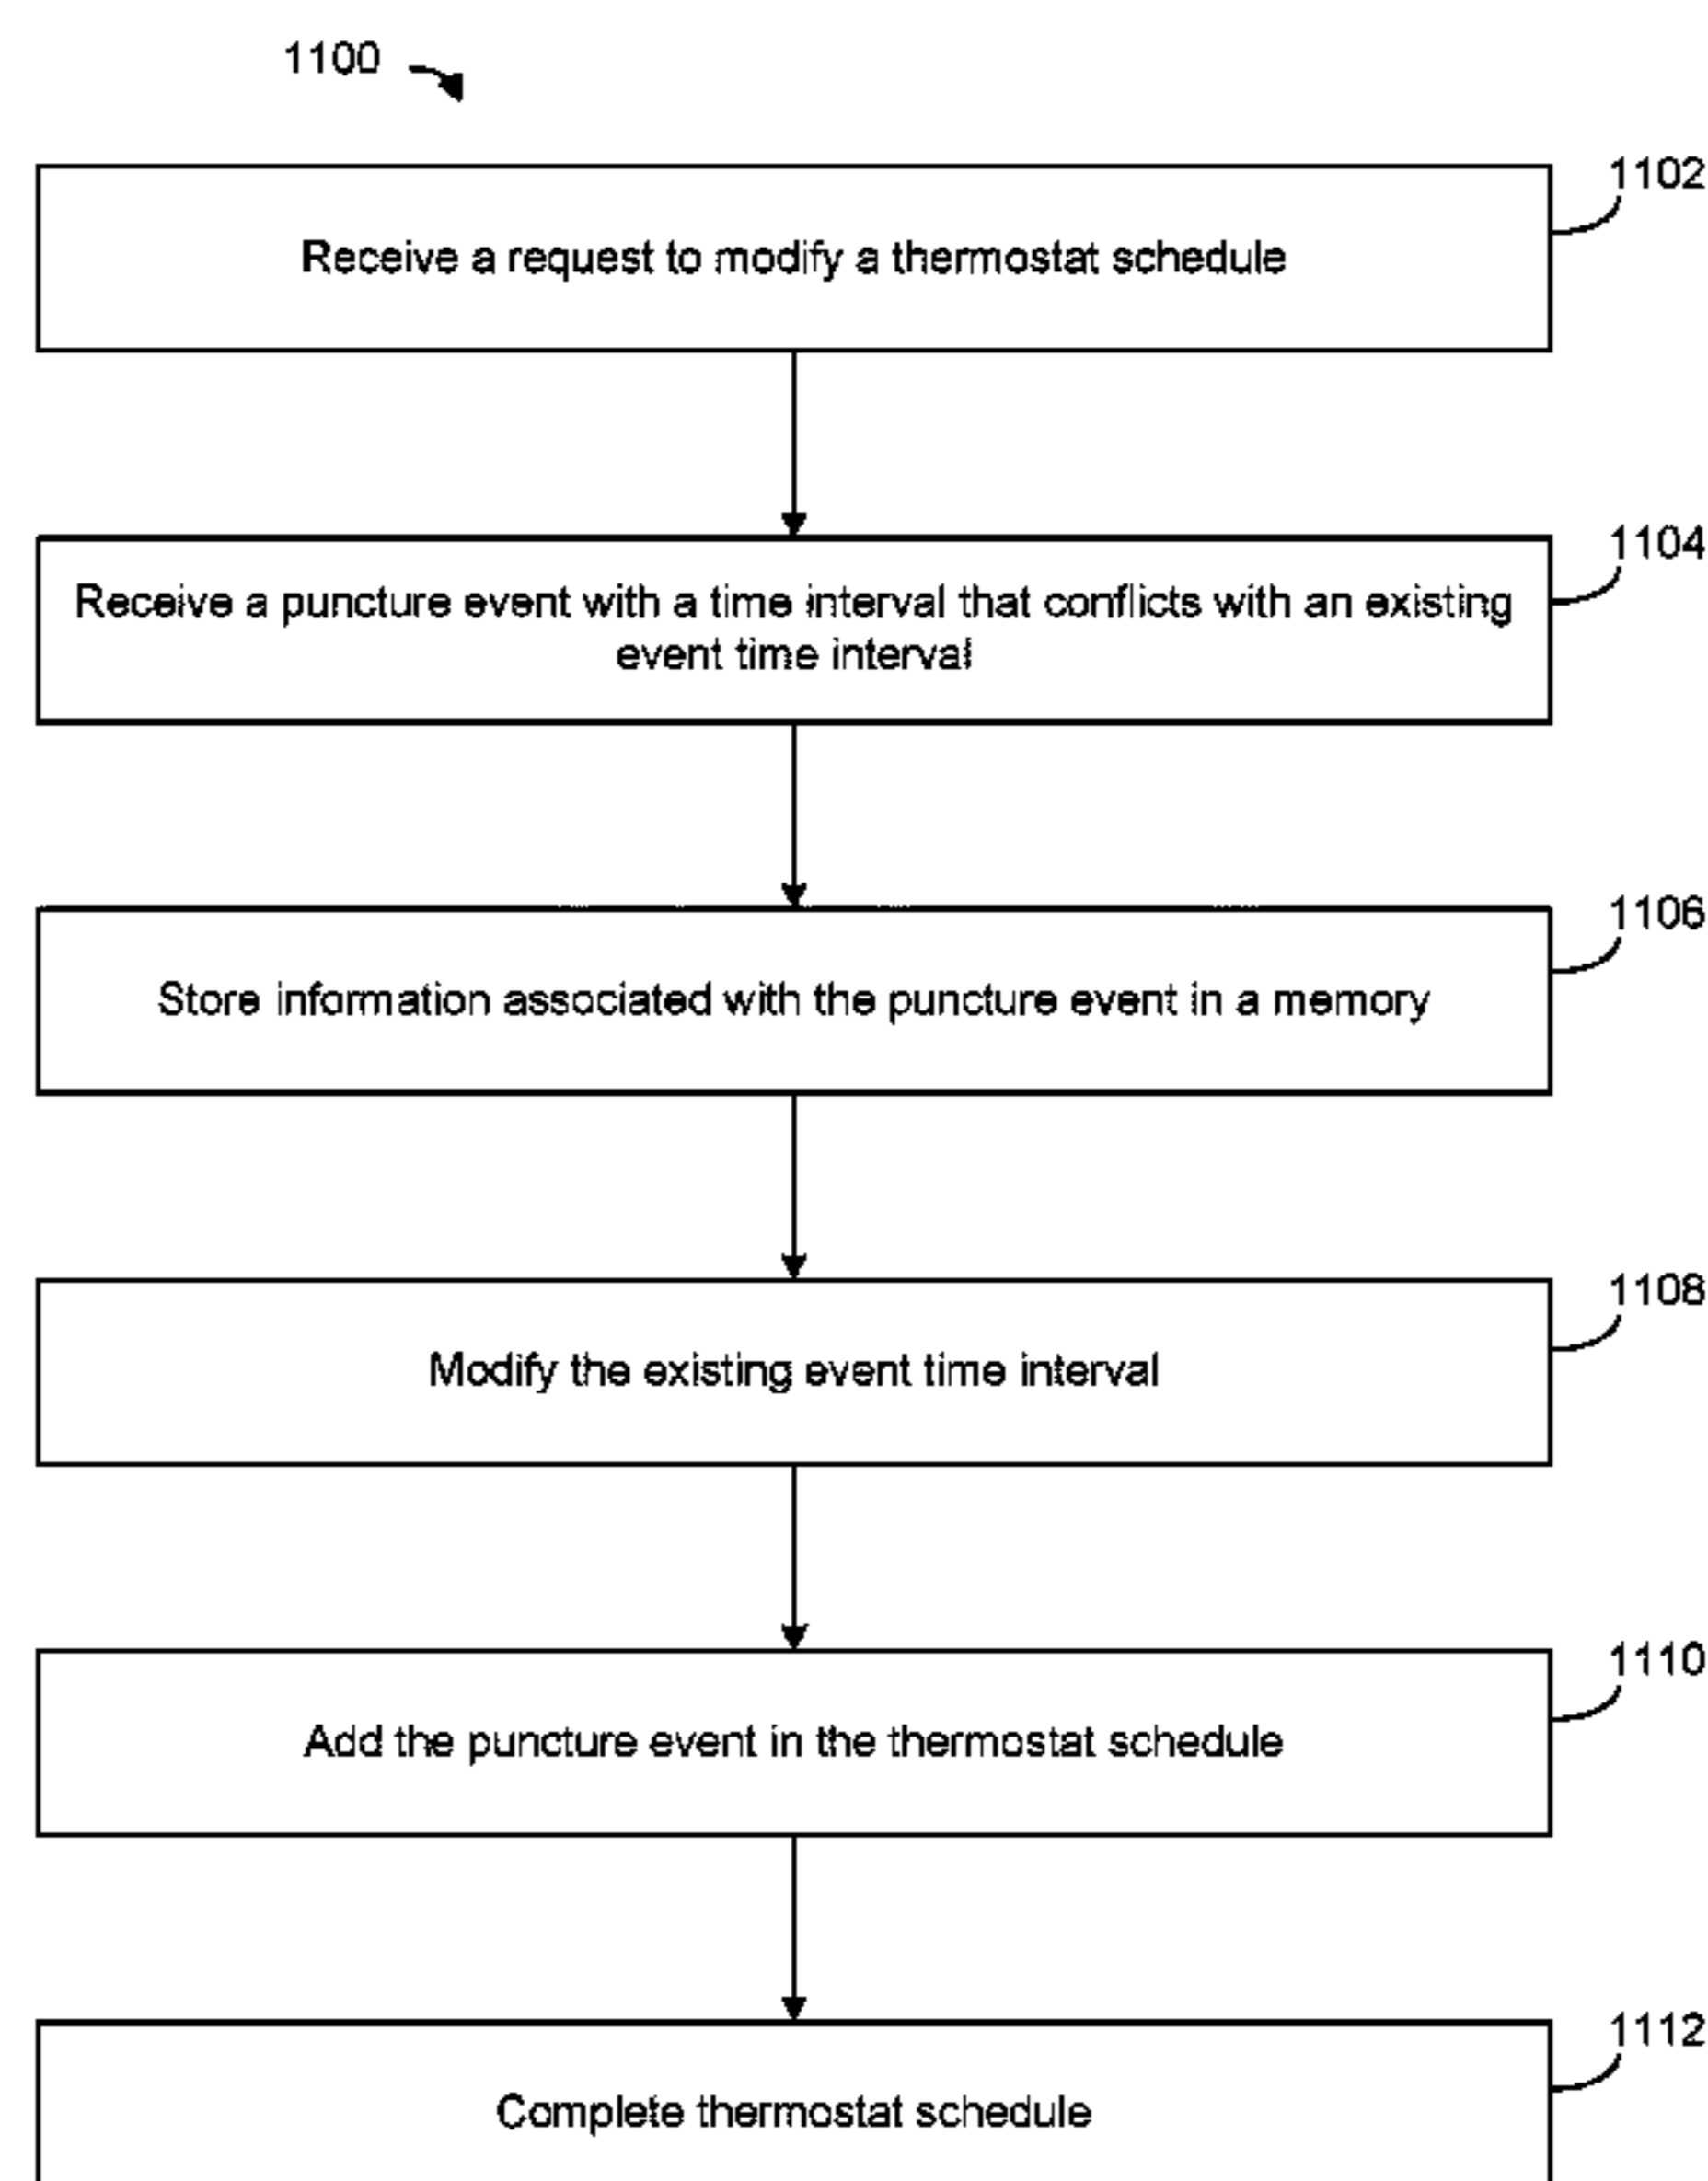 1100
1102
Receive a request to modify a thermostat schedule
1104
Receive a puncture event with a time interval that conflicts with an existing
event time interval
1106
Store information associated with the puncture event in a memory
1108
Modify the existing event time interval
1110
Add the puncture event in the thermostat schedule
1112
Complete thermostat schedule